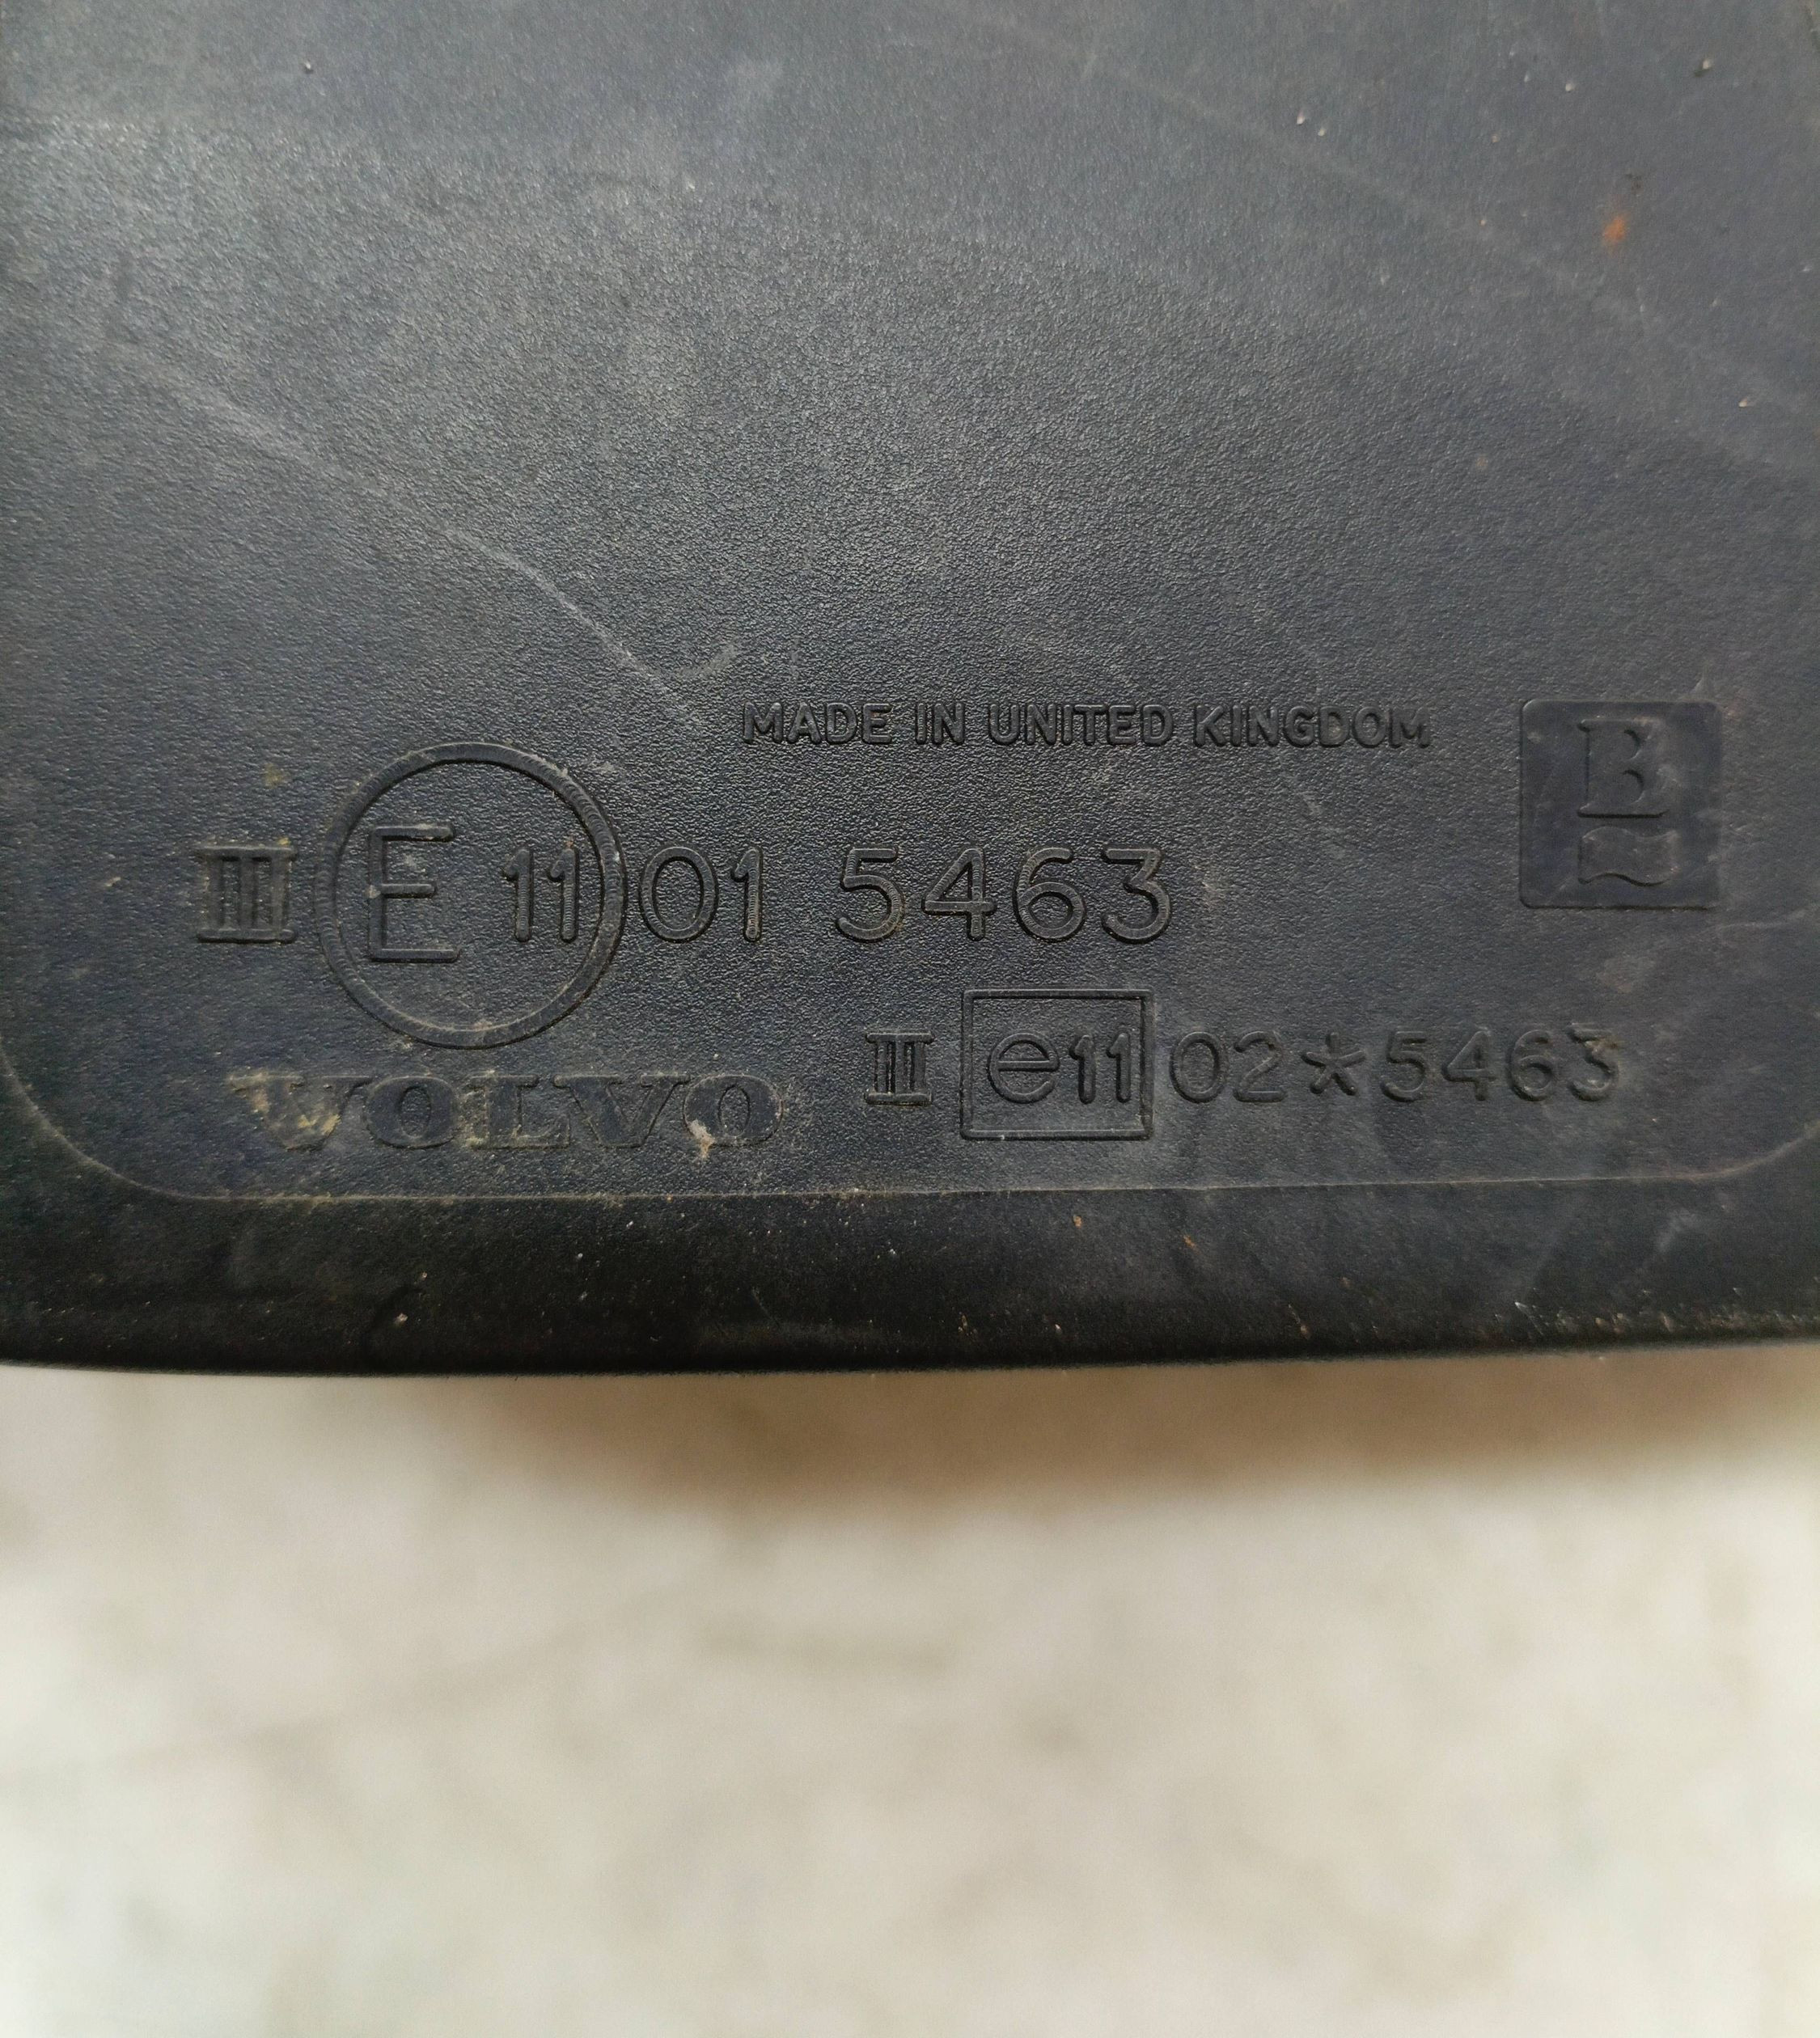 MADE IN UNITED KINGDOM
B
III E 11 01 5463
II e11 02*5463
VOLVO